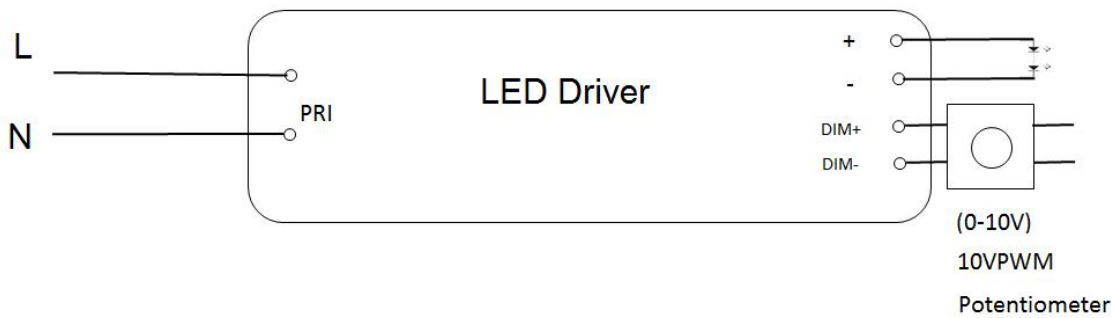 L
N
PRI
LED Driver
+
-
DIM+
DIM-
(0-10V)
10VPWM
Potentiometer